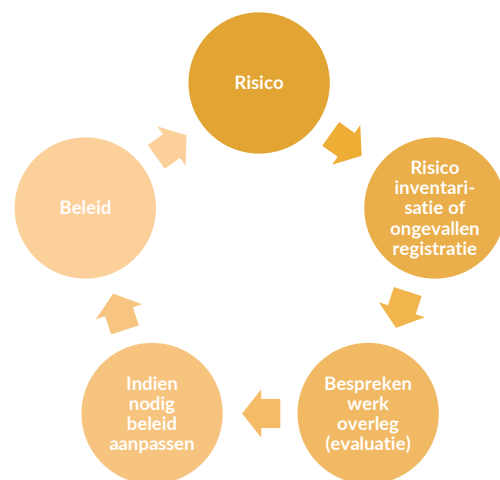 Risico
Risico
inventari-
satie of
ongevallen
registratie
Bespreken
werk
overleg
(evaluatie)
Indien
nodig
beleid
aanpassen
Beleid